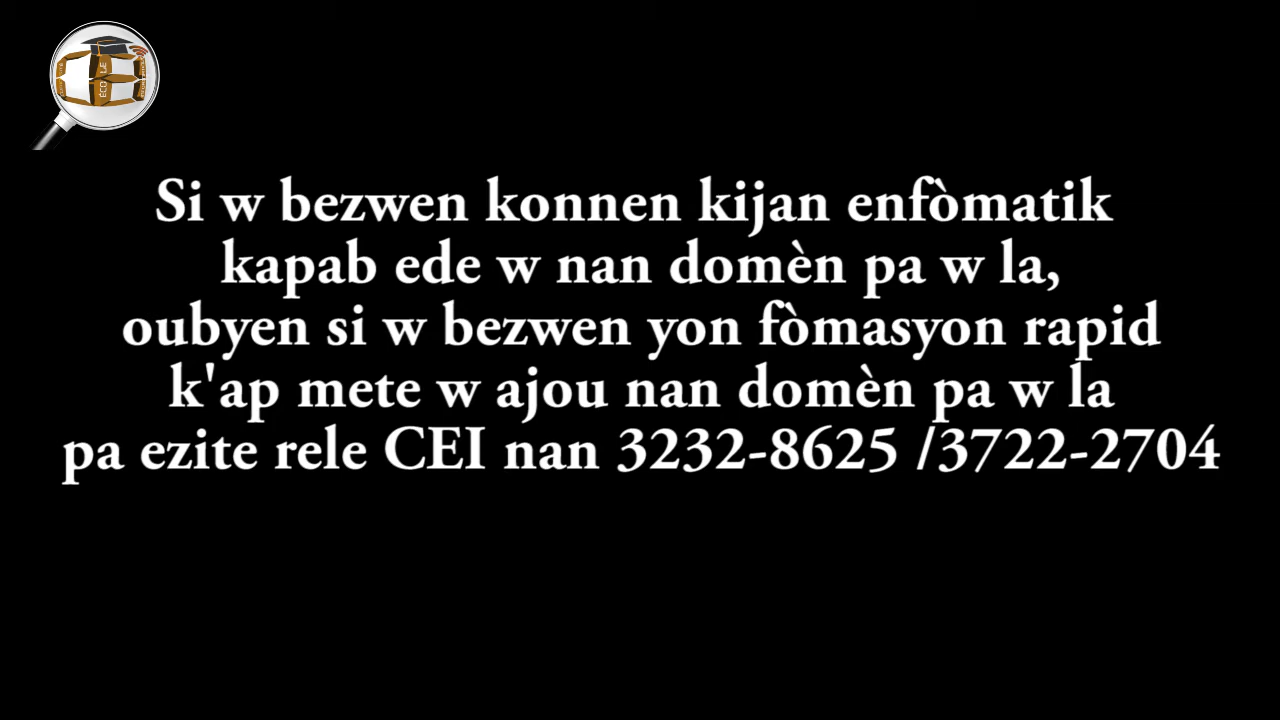 ÉCOLE
Si w bezwen konnen kijan enfòmatik
kapab ede w nan domèn pa w la,
oubyen si w bezwen yon fòmasyon rapid
k'ap mete w ajou nan domèn pa w la
pa ezite rele CEI nan 3232-8625 /3722-2704